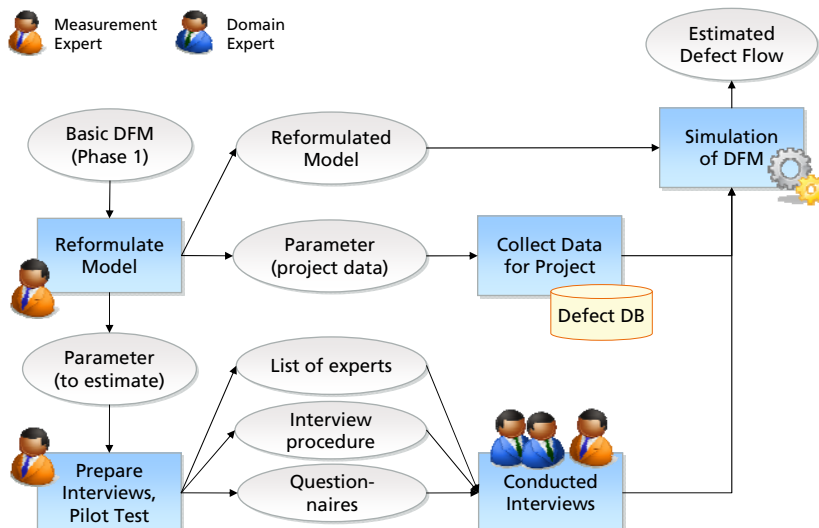 Measurement
Expert
Domain
Expert
Estimated
Defect Flow
Basic DFM
(Phase 1)
Reformulated
Model
Simulation
of DFM
Reformulate
Model
Parameter
(project data)
Collect Data
for Project
Defect DB
Parameter
(to estimate)
List of experts
Interview
procedure
Prepare
Interviews,
Pilot Test
Question-
naires
Conducted
Interviews